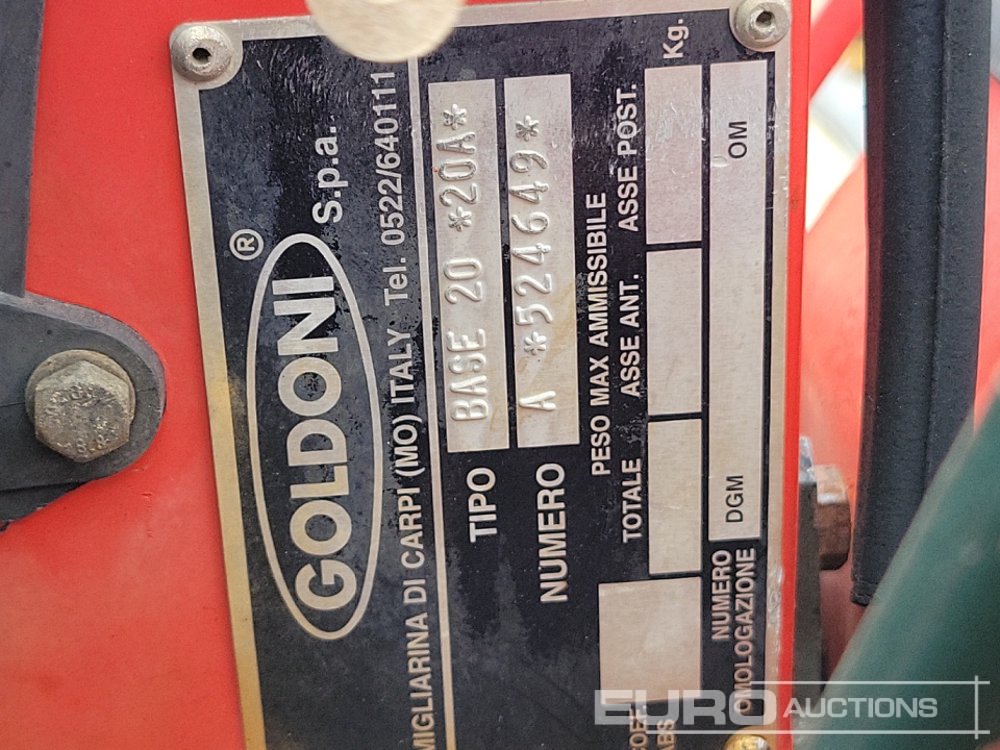 GOLDONI®
S.p.a.
MIGLIARINA DI CARPI (MO) ITALY Tel. 0522/640111
TIPO BASE 20 *20A*
NUMERO A *524649*
PESO MAX AMMISSIBILE
TOTALE ASSE ANT. ASSE POST. Kg.
NUMERO
OMOLOGAZIONE
DGM OM
EURO AUCTIONS